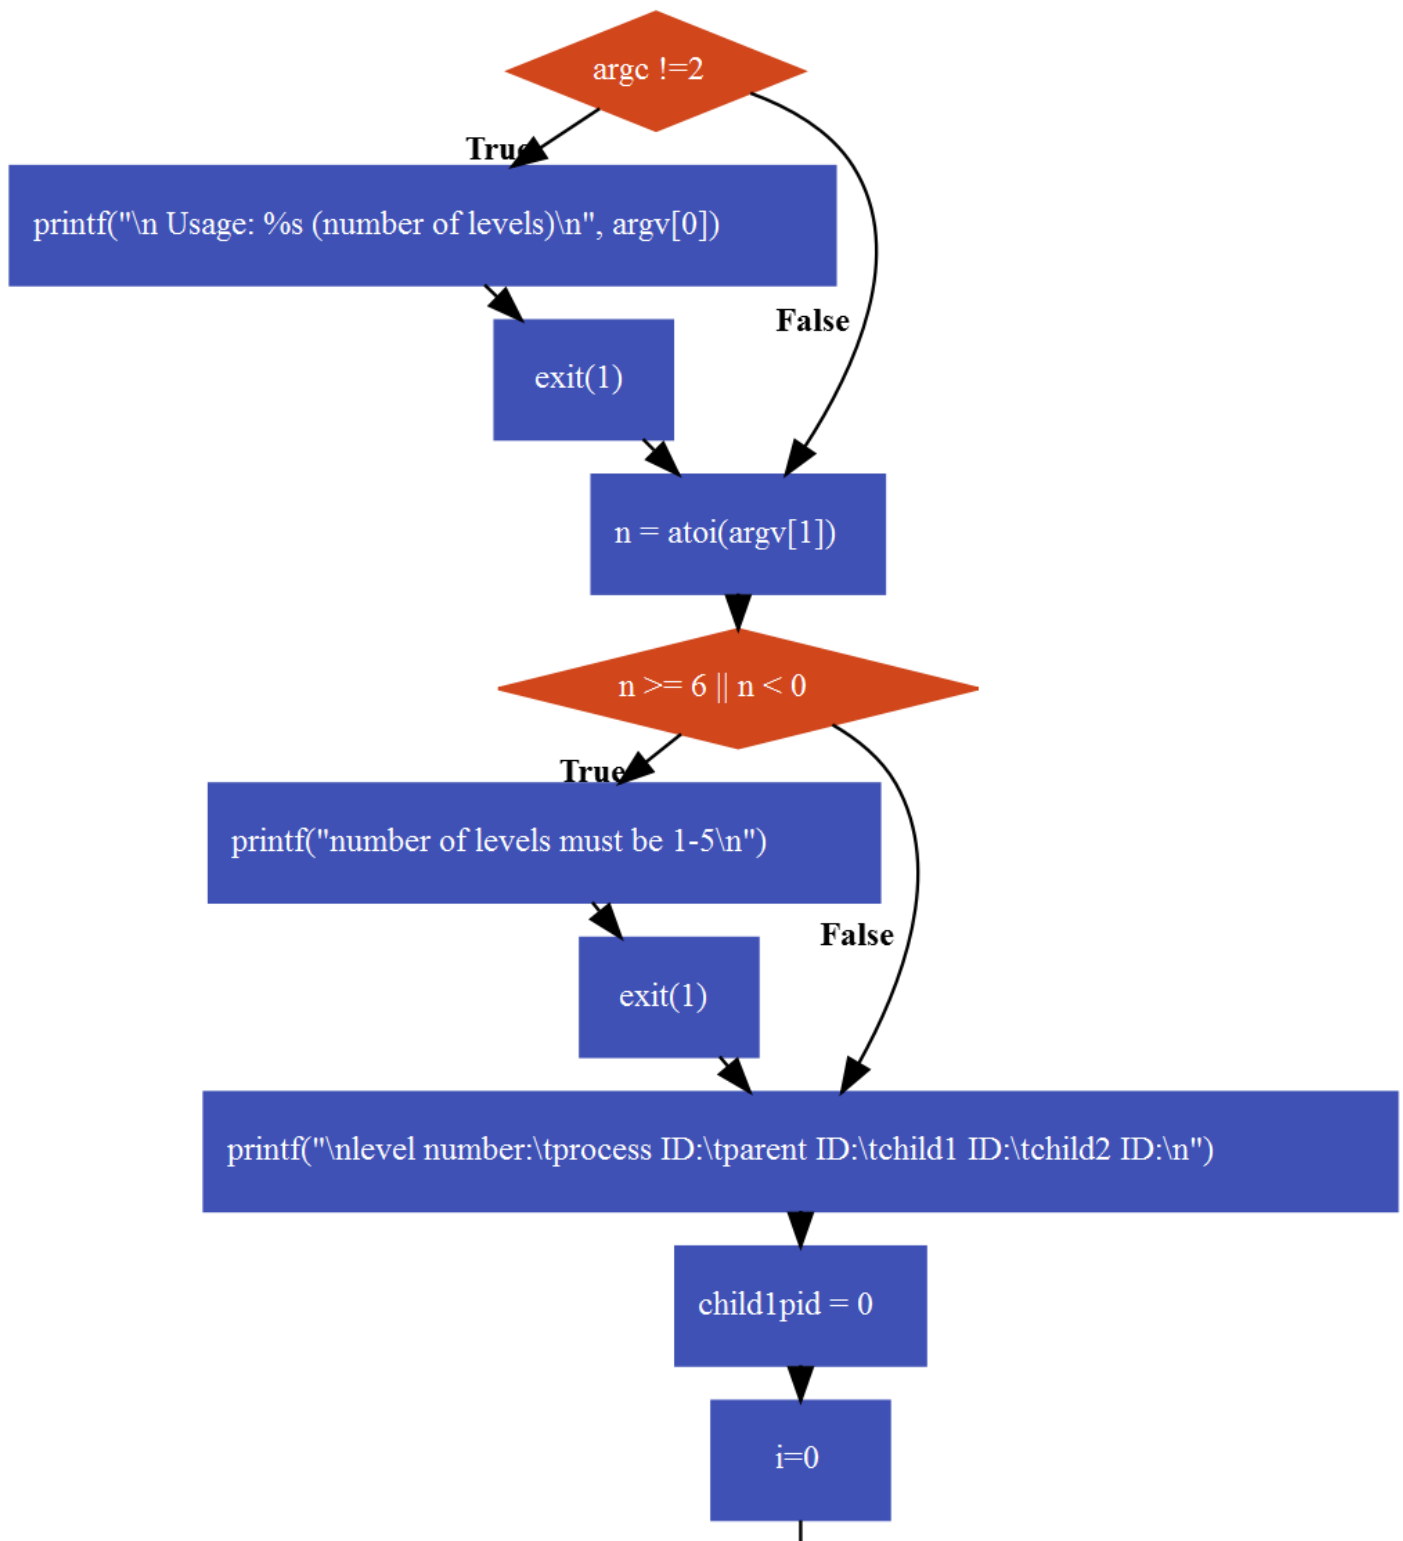 argc !=2
True
printf("\n Usage: %s (number of levels)\n", argv[0])
exit(1)
False
n = atoi(argv[1])
n >= 6 || n < 0
True
printf("number of levels must be 1-5\n")
False
exit(1)
printf("\nlevel number:\tprocess ID:\tparent ID:\tchild1 ID:\tchild2 ID:\n")
child1pid = 0
i=0